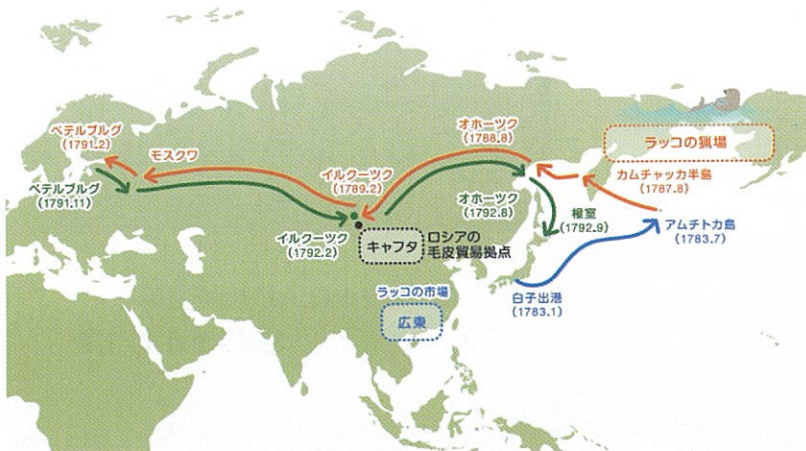 ペテルブルグ
(1791.2)
モスクワ
ペテルブルグ
(1791.11)
イルクーツク
(1789.2)
イルクーツク
(1792.2)
キャフタ
ロシアの
毛皮貿易拠点
オホーツク
(1788.8)
オホーツク
(1792.8)
ラッコの猟場
カムチャッカ半島
(1787.8)
根室
(1792.9)
アムチトカ島
(1783.7)
白子出港
(1783.1)
ラッコの市場
広東